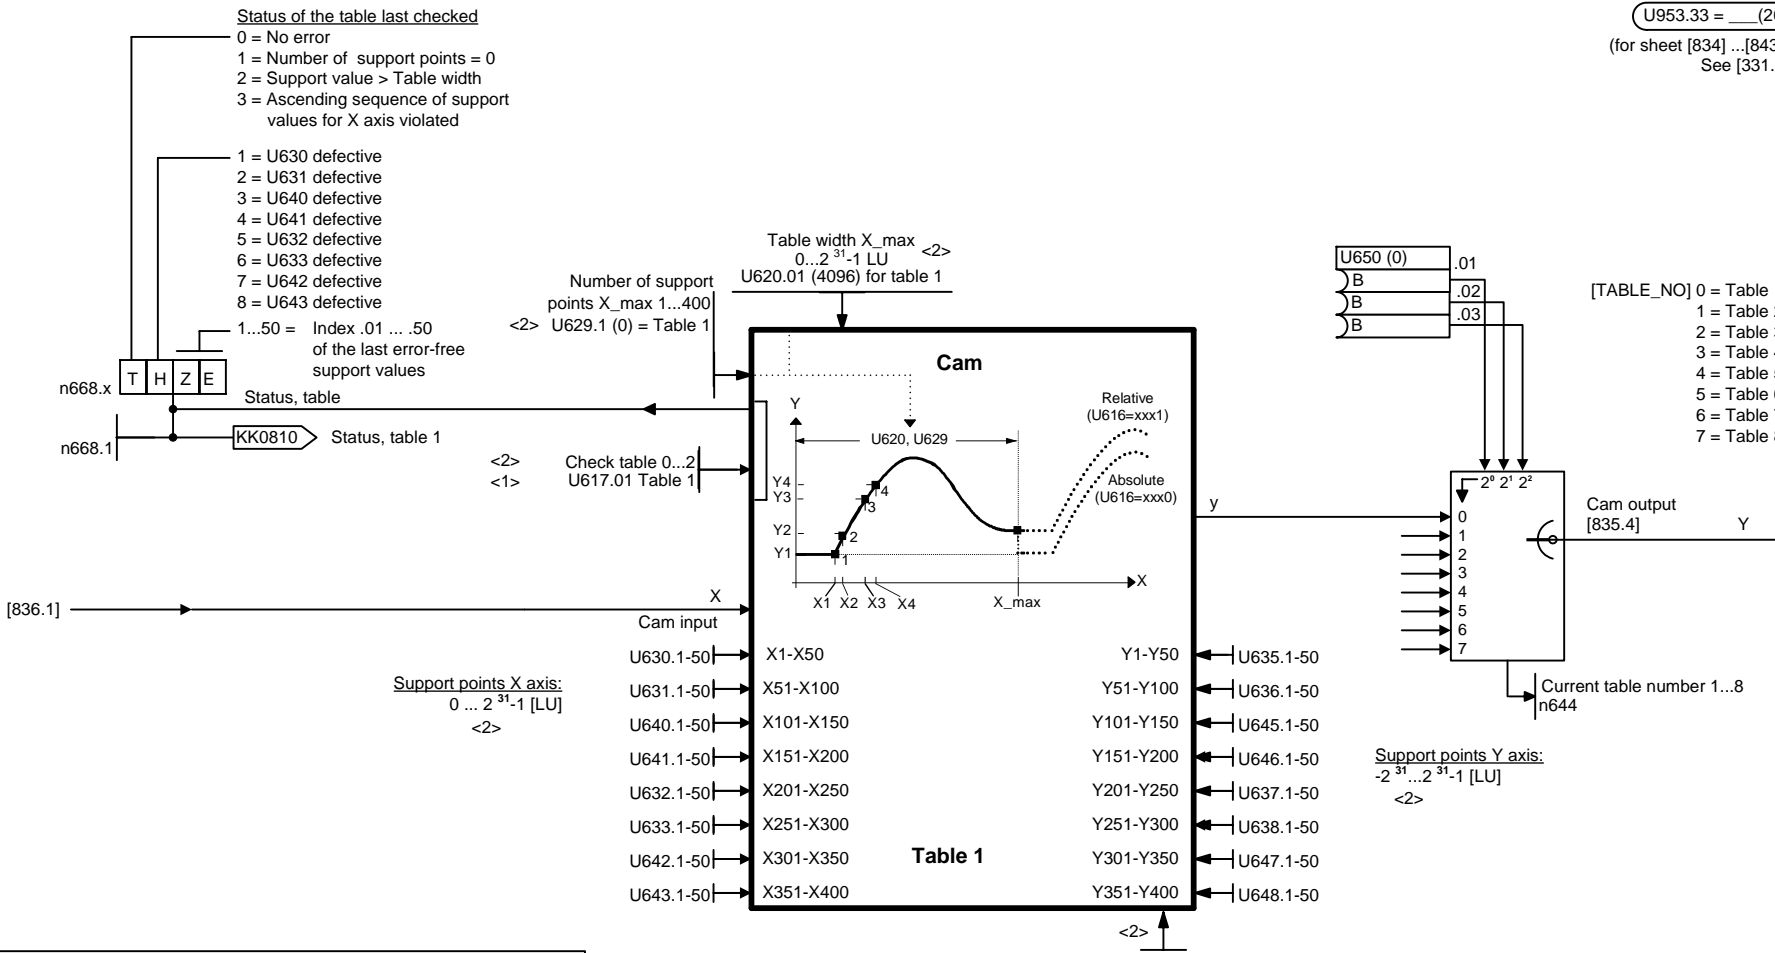 Status of the table last checked
0 = No error
1 = Number of support points = 0
2 = Support value > Table width
3 = Ascending sequence of support
values for X axis violated
1 = U630 defective
2 = U631 defective
3 = U640 defective
4 = U641 defective
5 = U632 defective
6 = U633 defective
7 = U642 defective
8 = U643 defective
1...50 = Index .01 ... .50
of the last error-free
support values
n668.x
T H Z E
Status, table
n668.1
KK0810
Status, table 1
Number of support
points X_max 1...400
<2> U629.1 (0) = Table 1
Table width X_max <2>
0...2 31-1 LU
U620.01 (4096) for table 1
<2> Check table 0...2
<1> U617.01 Table 1
[836.1]
X
Cam input
Support points X axis:
0 ... 2 31-1 [LU]
<2>
Cam
Y
U620, U629
Relative
(U616=xxx1)
Absolute
(U616=xxx0)
Y4
Y3
Y2
Y1
4
3
2
1
X
X1 X2 X3 X4 X_max
U630.1-50 X1-X50 Y1-Y50 U635.1-50
U631.1-50 X51-X100 Y51-Y100 U636.1-50
U640.1-50 X101-X150 Y101-Y150 U645.1-50
U641.1-50 X151-X200 Y151-Y200 U646.1-50
U632.1-50 X201-X250 Y201-Y250 U637.1-50
U633.1-50 X251-X300 Y251-Y300 U638.1-50
U642.1-50 X301-X350 Y301-Y350 U647.1-50
U643.1-50 X351-X400 Y351-Y400 U648.1-50
Table 1
<2>
U953.33 = ___(2
(for sheet [834] ...[843
See [331.
U650 (0)
B .01
B .02
B .03
[TABLE_NO] 0 = Table
1 = Table
2 = Table
3 = Table
4 = Table
5 = Table
6 = Table
7 = Table
y
2⁰ 2¹ 2²
0
1
2
3
4
5
6
7
Cam output
[835.4]
Y
Current table number 1...8
n644
Support points Y axis:
-2 31...2 31-1 [LU]
<2>